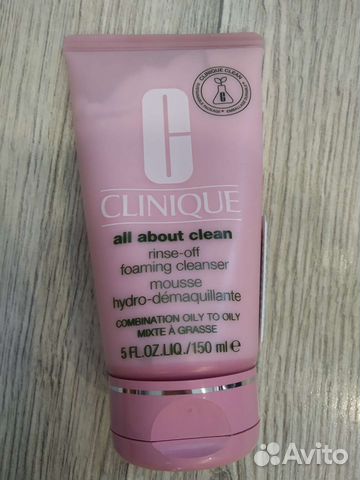 CLINIQUE CLEAN
C
CLINIQUE
all about clean
rinse-off
foaming cleanser
mousse
hydro-démaquillante
COMBINATION OILY TO OILY
MIXTE À GRASSE
5 FL.OZ.LIQ./150 ml e
Avito